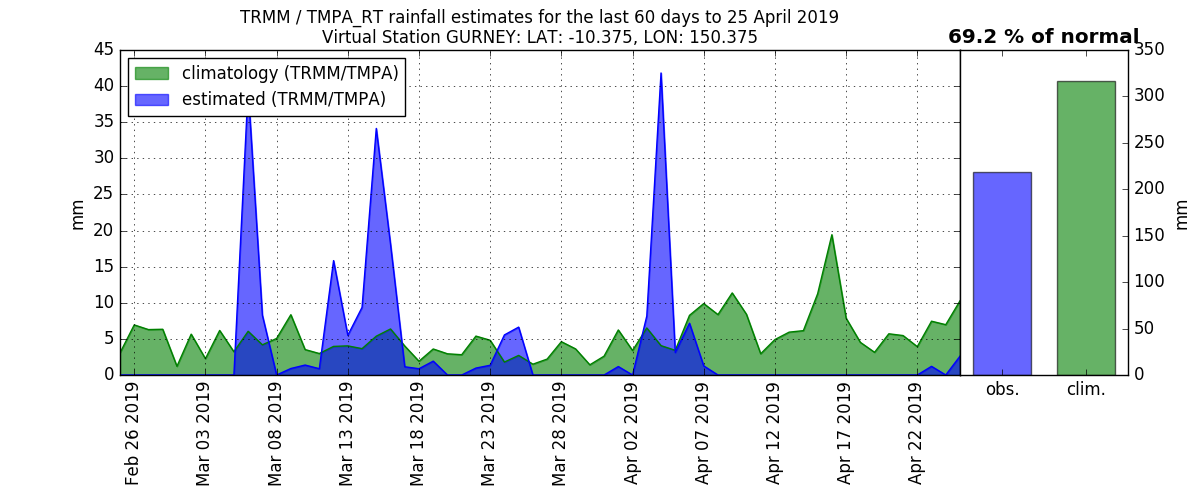 TRMM / TMPA_RT rainfall estimates for the last 60 days to 25 April 2019
Virtual Station GURNEY: LAT: -10.375, LON: 150.375
69.2 % of normal
climatology (TRMM/TMPA)
estimated (TRMM/TMPA)
45
40
35
30
25
20
15
10
5
0
mm
350
300
250
200
150
100
50
0
mm
obs.
clim.
Feb 26 2019
Mar 03 2019
Mar 08 2019
Mar 13 2019
Mar 18 2019
Mar 23 2019
Mar 28 2019
Apr 02 2019
Apr 07 2019
Apr 12 2019
Apr 17 2019
Apr 22 2019